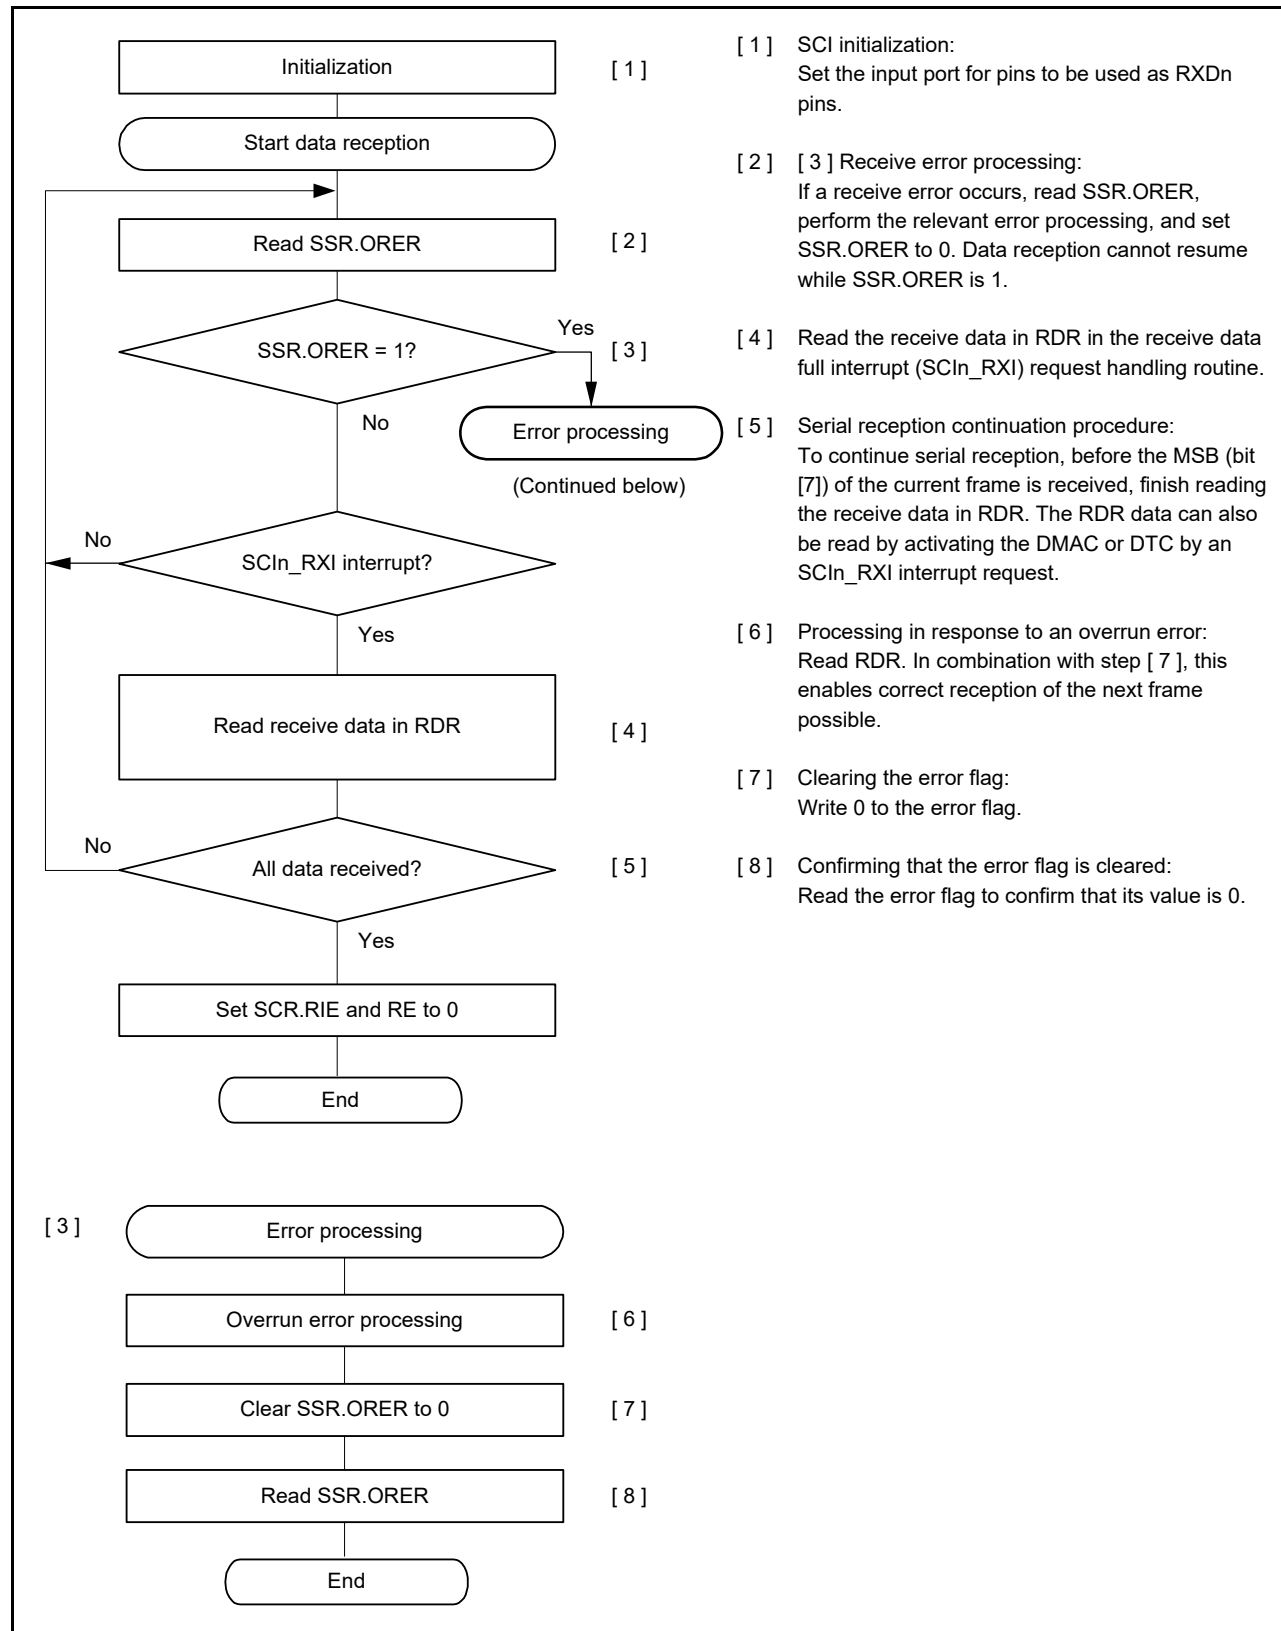 Initialization
[ 1 ]
Start data reception
Read SSR.ORER
[ 2 ]
SSR.ORER = 1?
Yes
[ 3 ]
No
Error processing
(Continued below)
No
SCIn_RXI interrupt?
Yes
Read receive data in RDR
[ 4 ]
No
All data received?
[ 5 ]
Yes
Set SCR.RIE and RE to 0
End
[ 1 ] SCI initialization:
Set the input port for pins to be used as RXDn
pins.
[ 2 ] [ 3 ] Receive error processing:
If a receive error occurs, read SSR.ORER,
perform the relevant error processing, and set
SSR.ORER to 0. Data reception cannot resume
while SSR.ORER is 1.
[ 4 ] Read the receive data in RDR in the receive data
full interrupt (SCIn_RXI) request handling routine.
[ 5 ] Serial reception continuation procedure:
To continue serial reception, before the MSB (bit
[7]) of the current frame is received, finish reading
the receive data in RDR. The RDR data can also
be read by activating the DMAC or DTC by an
SCIn_RXI interrupt request.
[ 6 ] Processing in response to an overrun error:
Read RDR. In combination with step [ 7 ], this
enables correct reception of the next frame
possible.
[ 7 ] Clearing the error flag:
Write 0 to the error flag.
[ 8 ] Confirming that the error flag is cleared:
Read the error flag to confirm that its value is 0.
[ 3 ]
Error processing
Overrun error processing
[ 6 ]
Clear SSR.ORER to 0
[ 7 ]
Read SSR.ORER
[ 8 ]
End